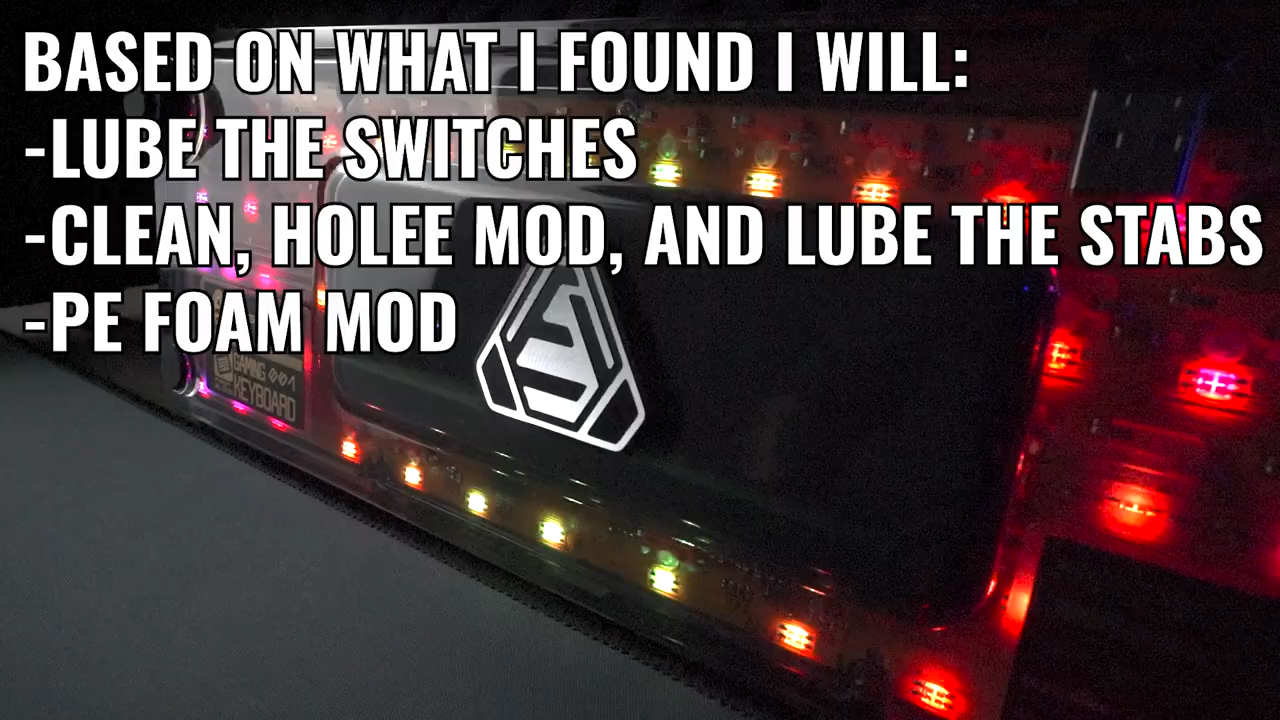 BASED ON WHAT I FOUND I WILL:
-LUBE THE SWITCHES
-CLEAN, HOLEE MOD, AND LUBE THE STABS
-PE FOAM MOD
GAMING 001
KEYBOARD